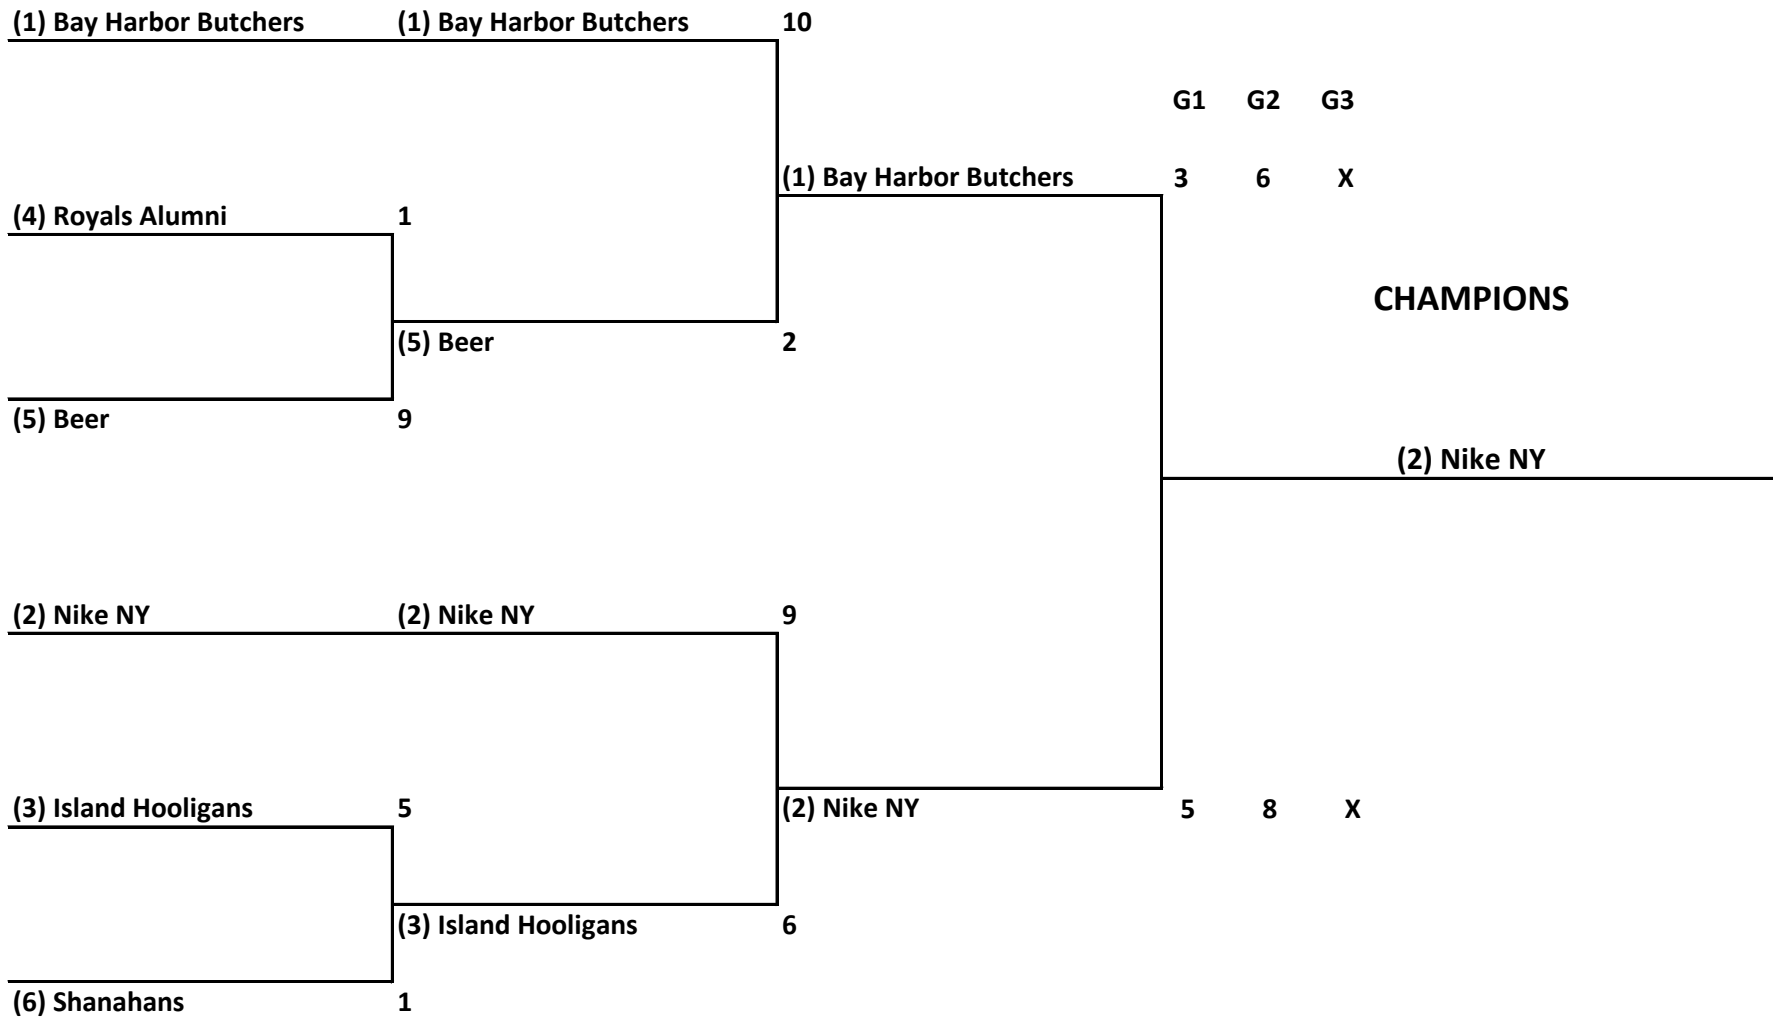 (1) Bay Harbor Butchers (1) Bay Harbor Butchers 10
G1 G2 G3
(1) Bay Harbor Butchers 3 6 X
(4) Royals Alumni 1
CHAMPIONS
(5) Beer 2
(5) Beer 9
(2) Nike NY
(2) Nike NY (2) Nike NY 9
(3) Island Hooligans 5 (2) Nike NY 5 8 X
(3) Island Hooligans 6
(6) Shanahans 1